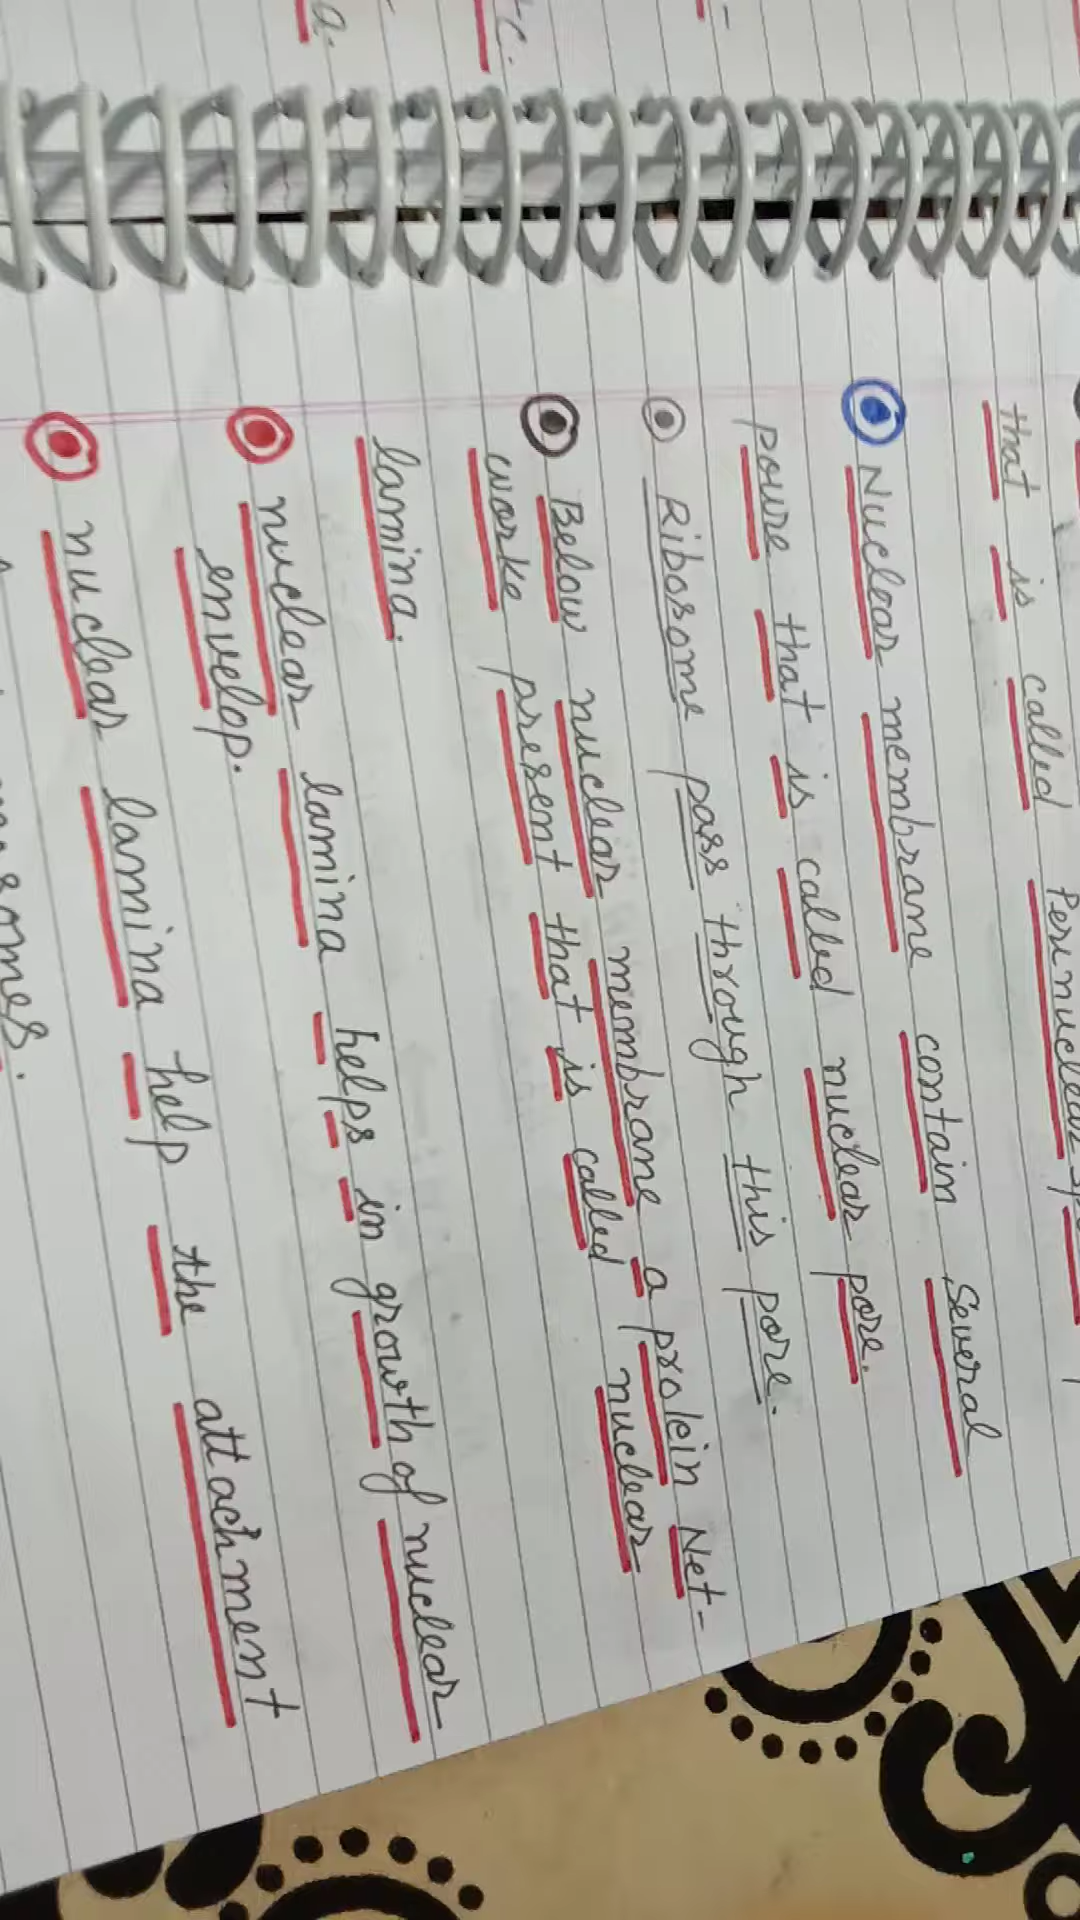 that is called Perinuclear
Nuclear membrane contain Several
poure that is called nuclear pore.
Ribosome pass through this pore.
Below nuclear membrane a protein Net-
worke present that is called nuclear
lamina.
nuclear lamina helps in growth of nuclear
envelop.
nuclear lamina help the attachment